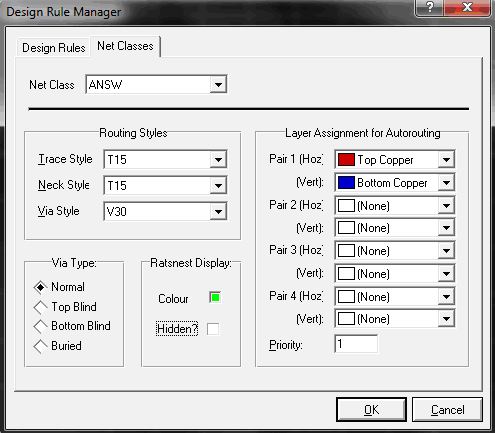 Design Rule Manager
? X
Design Rules Net Classes
Net Class ANSW
Routing Styles
Trace Style T15
Neck Style T15
Via Style V30
Layer Assignment for Autorouting
Pair 1 (Hoz) Top Copper
(Vert): Bottom Copper
Pair 2 (Hoz) (None)
(Vert): (None)
Pair 3 (Hoz) (None)
(Vert): (None)
Pair 4 (Hoz) (None)
(Vert): (None)
Priority: 1
Via Type:
Normal
Top Blind
Bottom Blind
Buried
Ratsnest Display:
Colour
Hidden?
OK Cancel